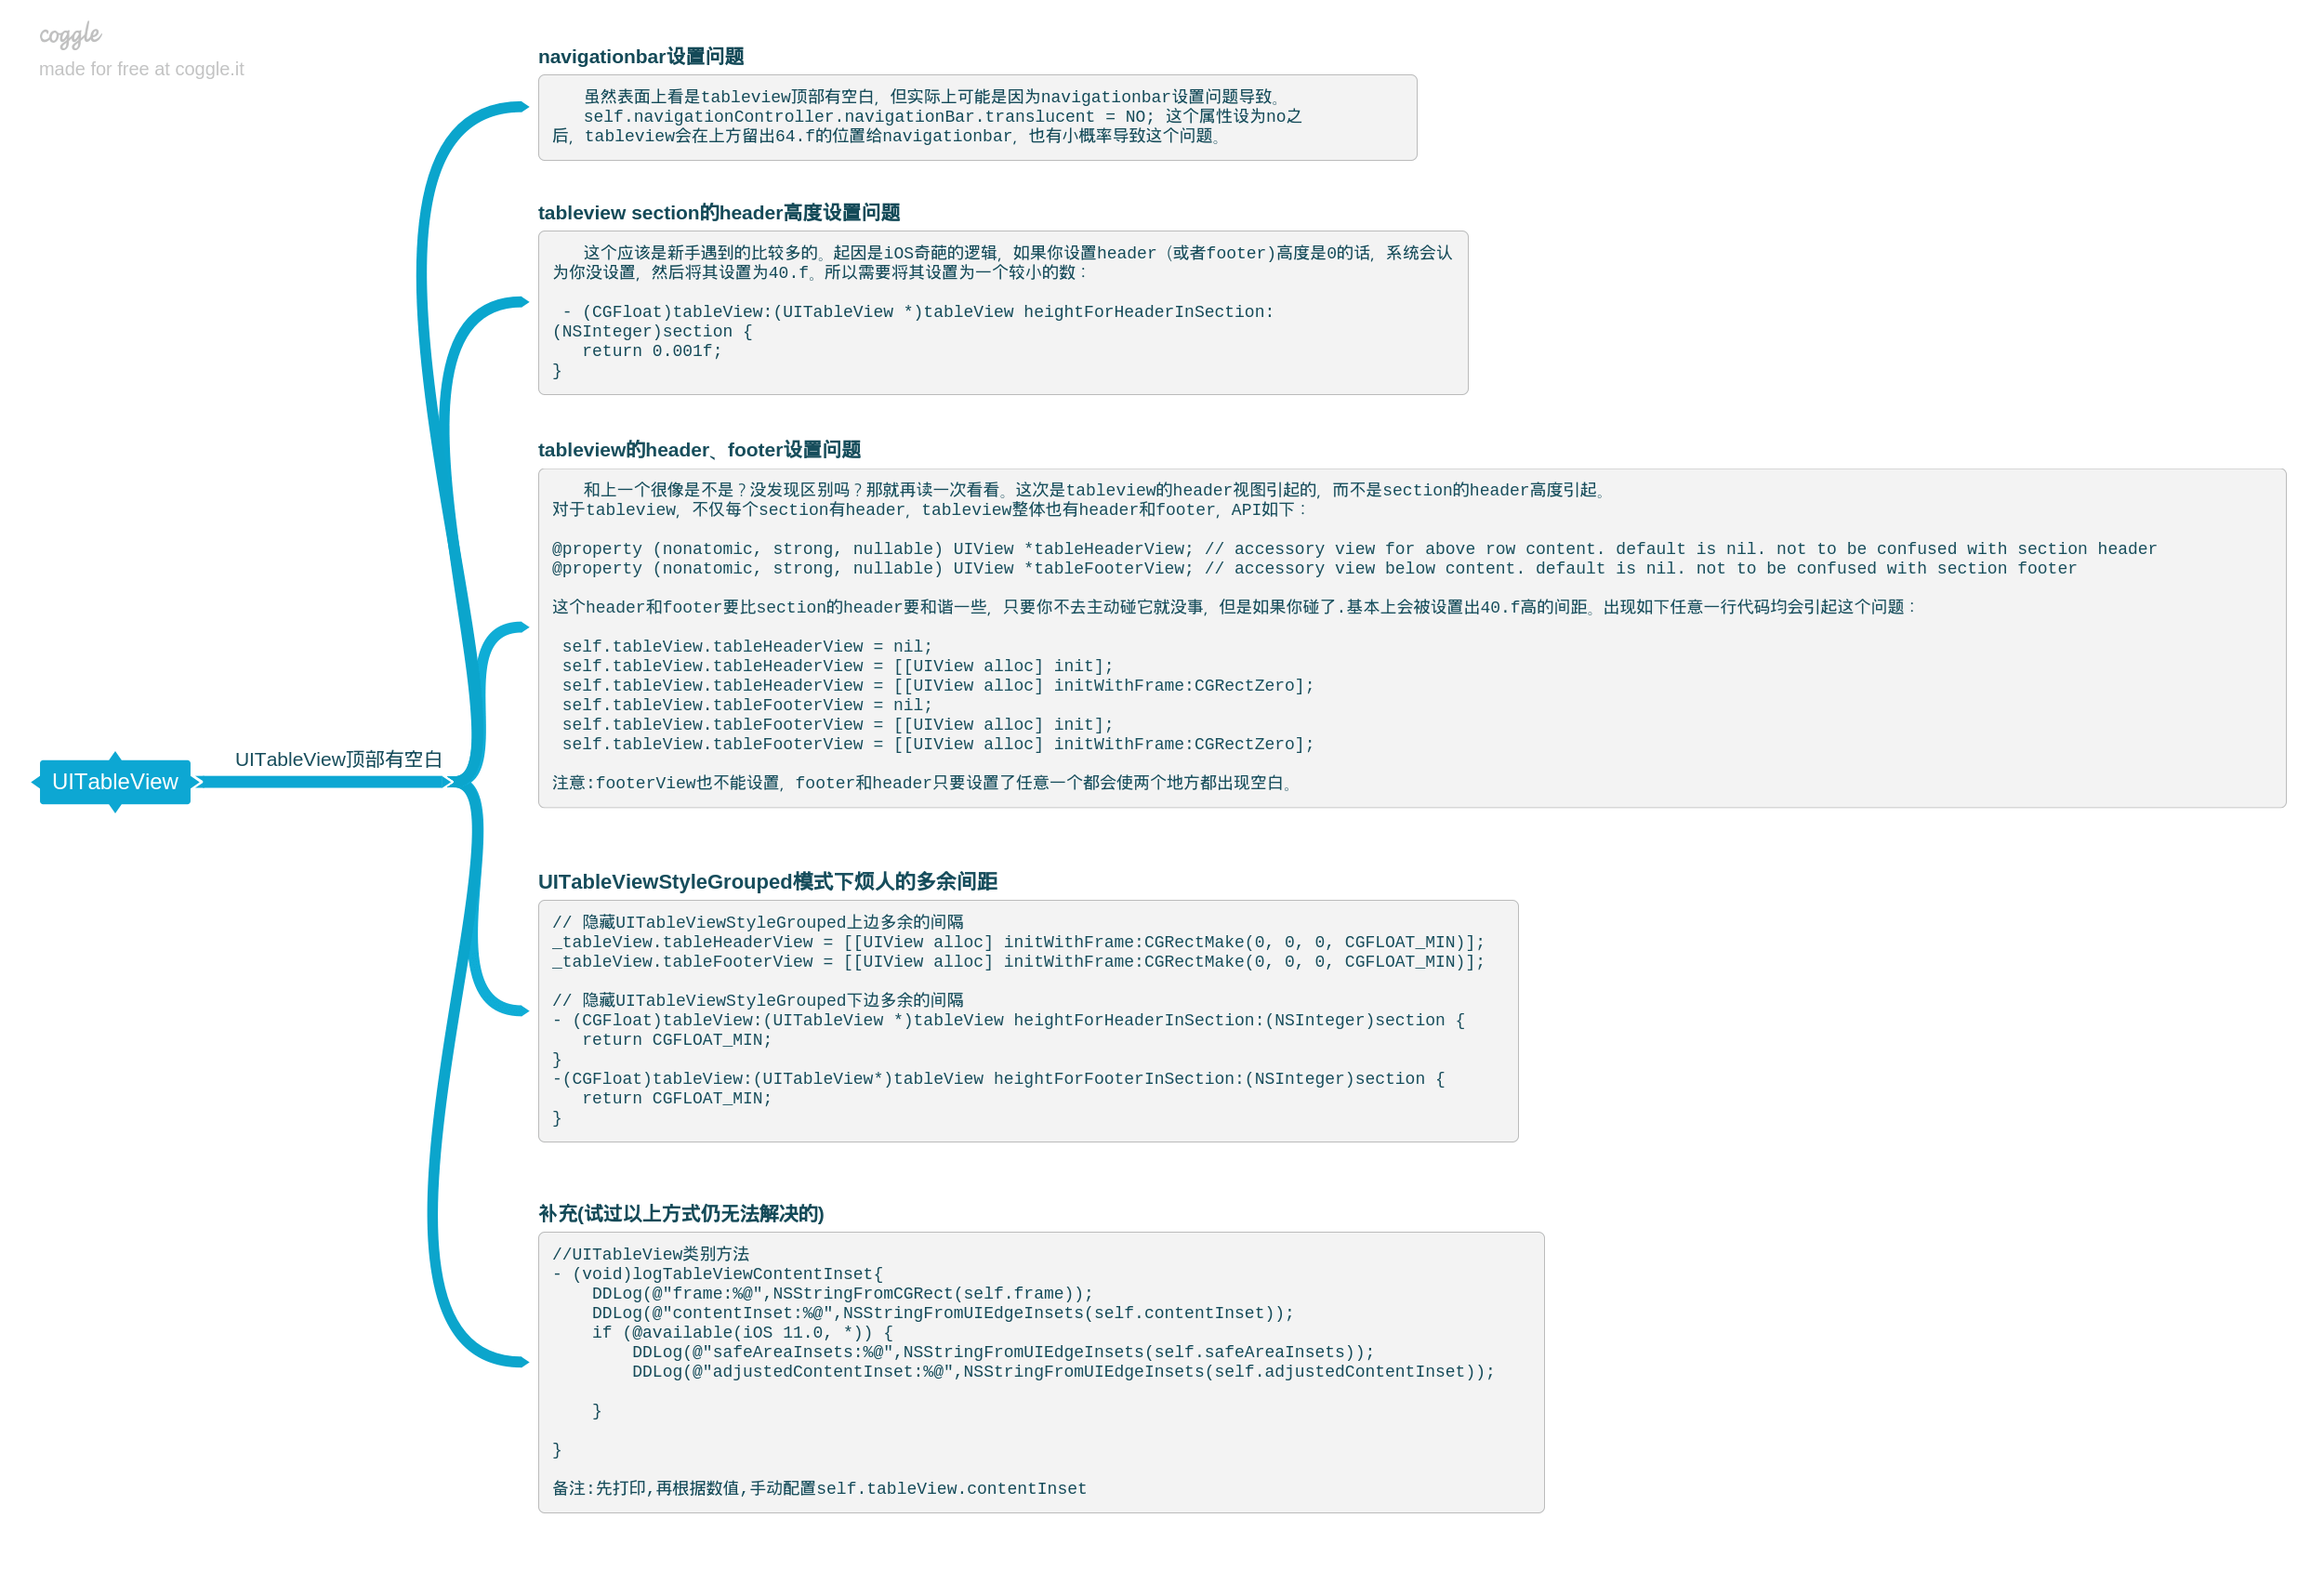 coggle
made for free at coggle.it
UITableView
UITableView顶部有空白
navigationbar设置问题
虽然表面上看是tableview顶部有空白，但实际上可能是因为navigationbar设置问题导致。
self.navigationController.navigationBar.translucent = NO; 这个属性设为no之
后，tableview会在上方留出64.f的位置给navigationbar，也有小概率导致这个问题。
tableview section的header高度设置问题
这个应该是新手遇到的比较多的。起因是iOS奇葩的逻辑，如果你设置header（或者footer)高度是0的话，系统会认
为你没设置，然后将其设置为40.f。所以需要将其设置为一个较小的数：
- (CGFloat)tableView:(UITableView *)tableView heightForHeaderInSection:
(NSInteger)section {
return 0.001f;
}
tableview的header、footer设置问题
和上一个很像是不是？没发现区别吗？那就再读一次看看。这次是tableview的header视图引起的，而不是section的header高度引起。
对于tableview，不仅每个section有header，tableview整体也有header和footer，API如下：
@property (nonatomic, strong, nullable) UIView *tableHeaderView; // accessory view for above row content. default is nil. not to be confused with section header
@property (nonatomic, strong, nullable) UIView *tableFooterView; // accessory view below content. default is nil. not to be confused with section footer
这个header和footer要比section的header要和谐一些，只要你不去主动碰它就没事，但是如果你碰了.基本上会被设置出40.f高的间距。出现如下任意一行代码均会引起这个问题：
self.tableView.tableHeaderView = nil;
self.tableView.tableHeaderView = [[UIView alloc] init];
self.tableView.tableHeaderView = [[UIView alloc] initWithFrame:CGRectZero];
self.tableView.tableFooterView = nil;
self.tableView.tableFooterView = [[UIView alloc] init];
self.tableView.tableFooterView = [[UIView alloc] initWithFrame:CGRectZero];
注意:footerView也不能设置，footer和header只要设置了任意一个都会使两个地方都出现空白。
UITableViewStyleGrouped模式下烦人的多余间距
// 隐藏UITableViewStyleGrouped上边多余的间隔
_tableView.tableHeaderView = [[UIView alloc] initWithFrame:CGRectMake(0, 0, 0, CGFLOAT_MIN)];
_tableView.tableFooterView = [[UIView alloc] initWithFrame:CGRectMake(0, 0, 0, CGFLOAT_MIN)];
// 隐藏UITableViewStyleGrouped下边多余的间隔
- (CGFloat)tableView:(UITableView *)tableView heightForHeaderInSection:(NSInteger)section {
return CGFLOAT_MIN;
}
-(CGFloat)tableView:(UITableView*)tableView heightForFooterInSection:(NSInteger)section {
return CGFLOAT_MIN;
}
补充(试过以上方式仍无法解决的)
//UITableView类别方法
- (void)logTableViewContentInset{
DDLog(@"frame:%@",NSStringFromCGRect(self.frame));
DDLog(@"contentInset:%@",NSStringFromUIEdgeInsets(self.contentInset));
if (@available(iOS 11.0, *)) {
DDLog(@"safeAreaInsets:%@",NSStringFromUIEdgeInsets(self.safeAreaInsets));
DDLog(@"adjustedContentInset:%@",NSStringFromUIEdgeInsets(self.adjustedContentInset));
}
}
备注:先打印,再根据数值,手动配置self.tableView.contentInset